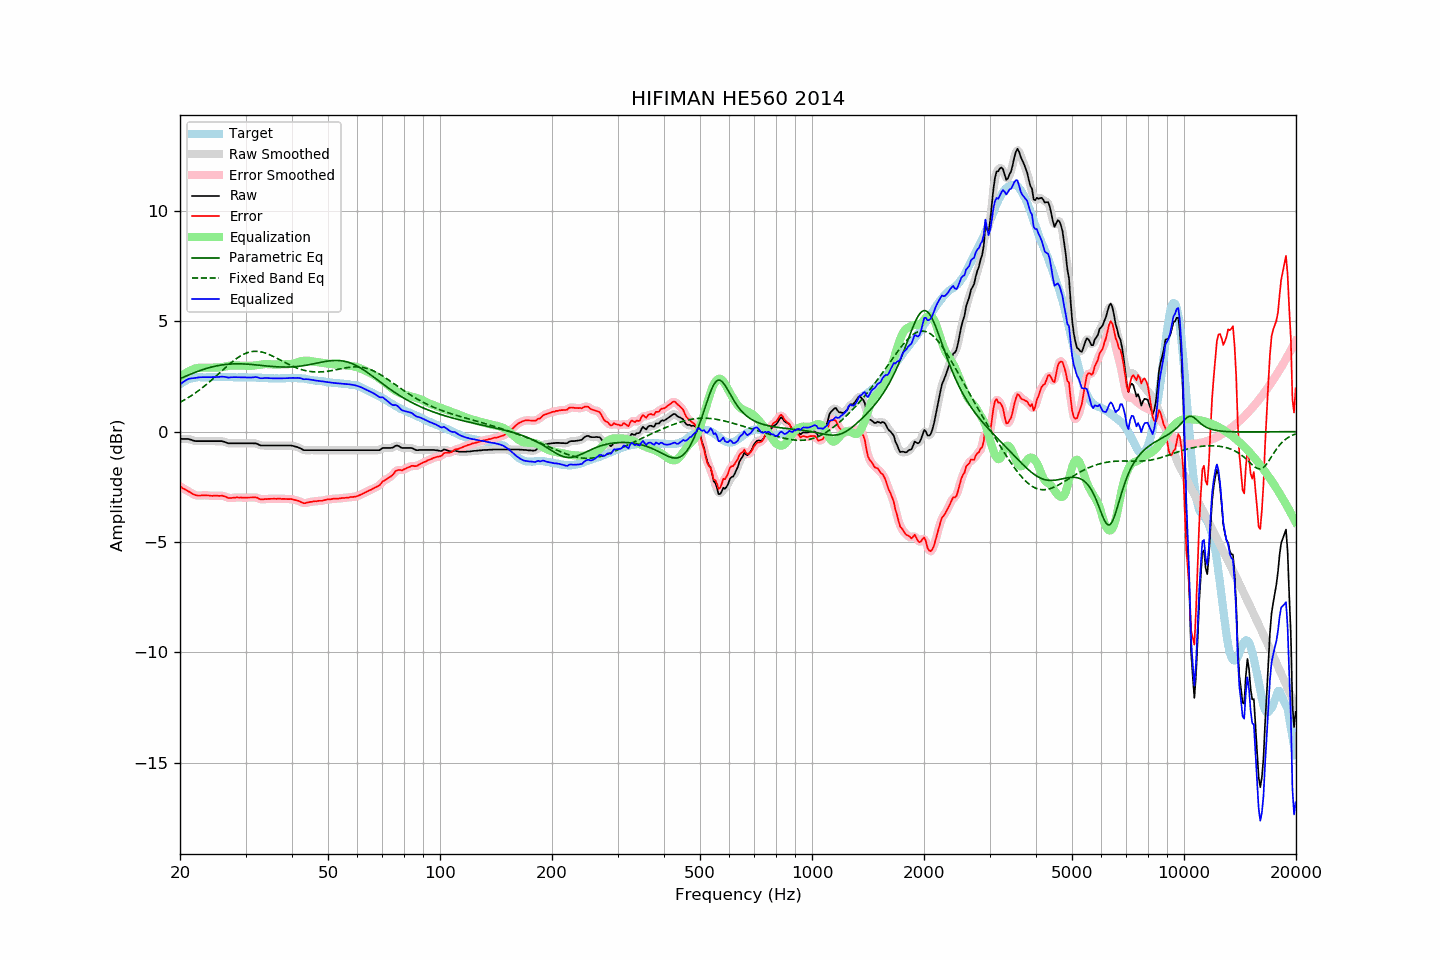 HIFIMAN HE560 2014
Target
Raw Smoothed
Error Smoothed
Raw
Error
Equalization
Parametric Eq
Fixed Band Eq
Equalized
Amplitude (dBr)
10
5
0
−5
−10
−15
20 50 100 200 500 1000 2000 5000 10000 20000
Frequency (Hz)